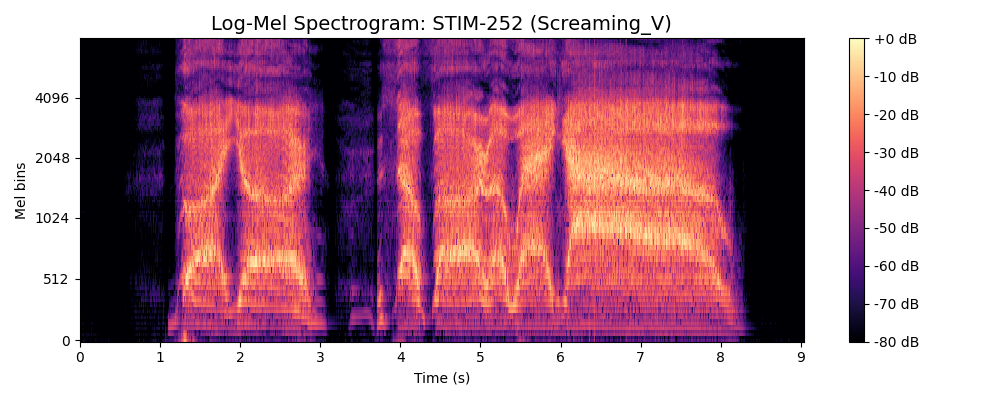 Log-Mel Spectrogram: STIM-252 (Screaming_V)
Mel bins
4096
2048
1024
512
0
0 1 2 3 4 5 6 7 8 9
Time (s)
+0 dB
-10 dB
-20 dB
-30 dB
-40 dB
-50 dB
-60 dB
-70 dB
-80 dB